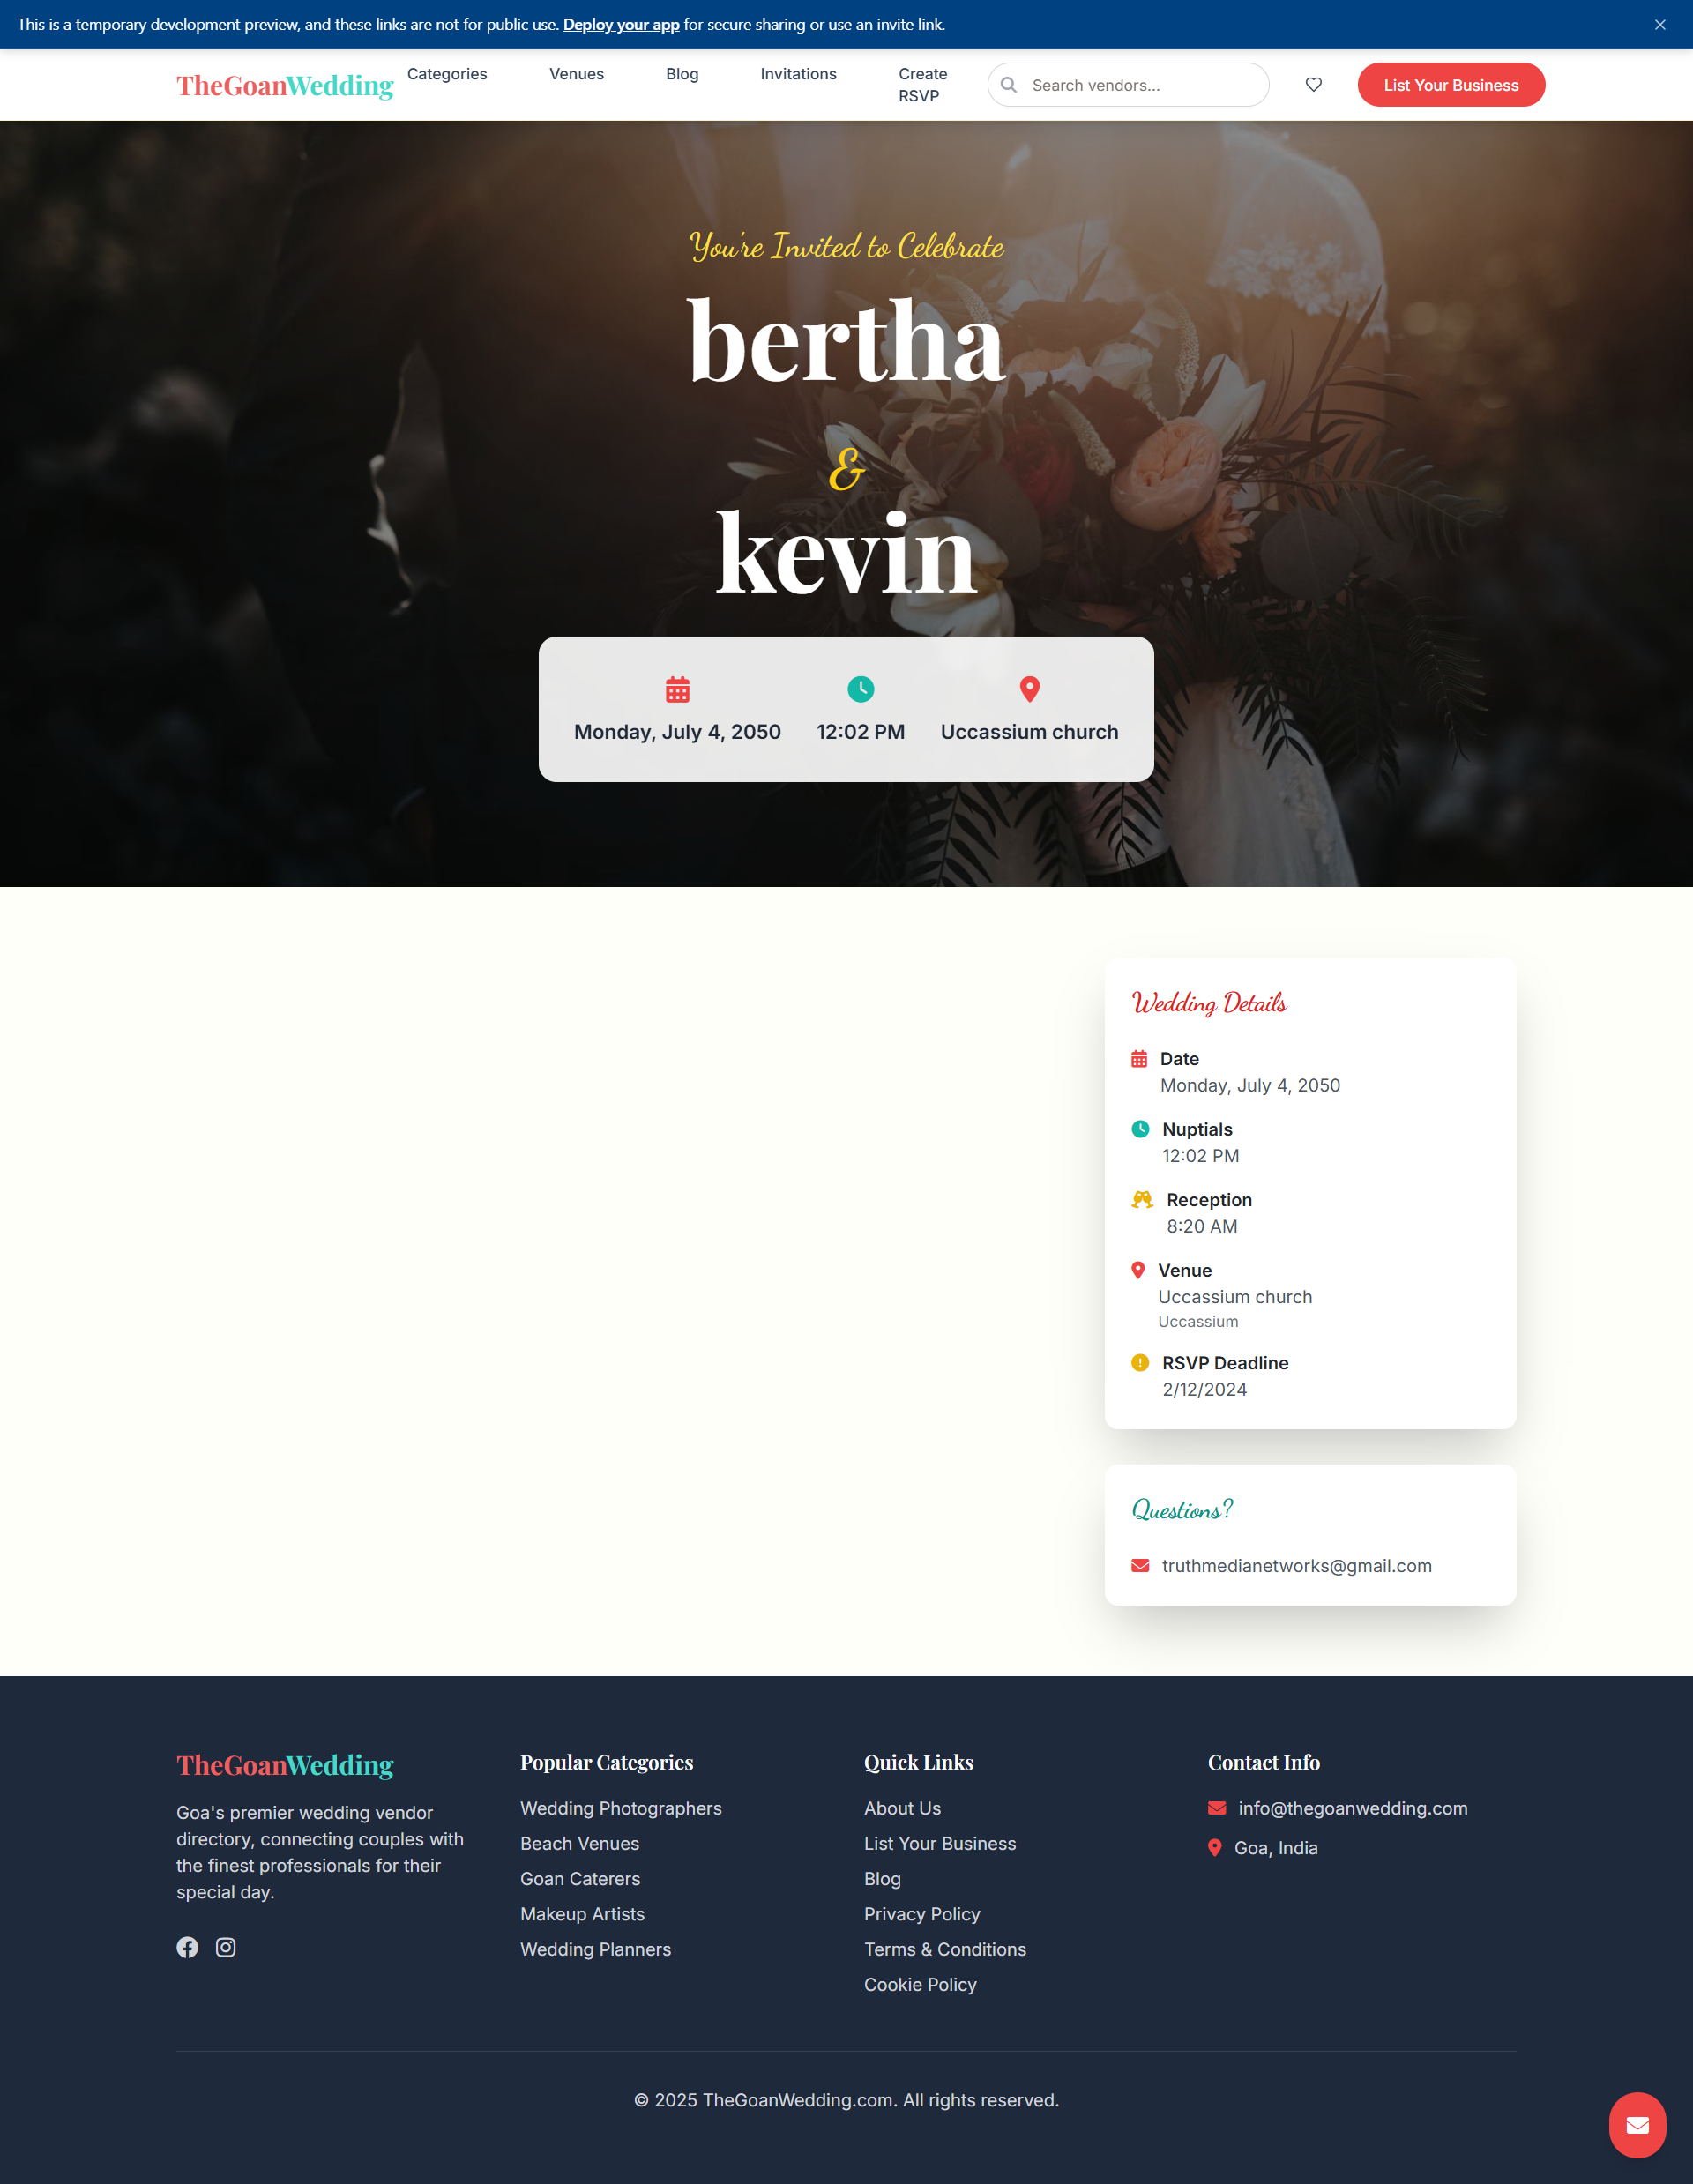 This is a temporary development preview, and these links are not for public use. Deploy your app for secure sharing or use an invite link.
TheGoanWedding
Categories
Venues
Blog
Invitations
Create
RSVP
Search vendors...
List Your Business
You're Invited to Celebrate
bertha
&
kevin
Monday, July 4, 2050
12:02 PM
Uccassium church
Wedding Details
Date
Monday, July 4, 2050
Nuptials
12:02 PM
Reception
8:20 AM
Venue
Uccassium church
Uccassium
RSVP Deadline
2/12/2024
Questions?
truthmedianetworks@gmail.com
TheGoanWedding
Goa's premier wedding vendor
directory, connecting couples with
the finest professionals for their
special day.
Popular Categories
Wedding Photographers
Beach Venues
Goan Caterers
Makeup Artists
Wedding Planners
Quick Links
About Us
List Your Business
Blog
Privacy Policy
Terms & Conditions
Cookie Policy
Contact Info
info@thegoanwedding.com
Goa, India
© 2025 TheGoanWedding.com. All rights reserved.